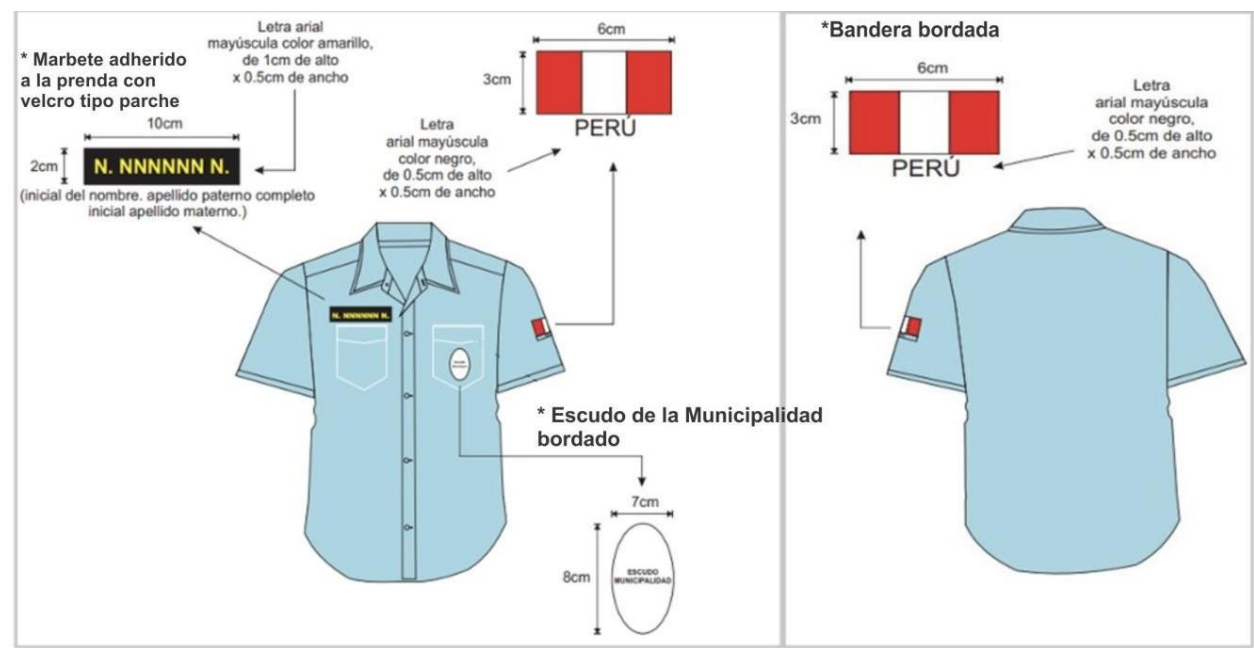 * Marbete adherido
a la prenda con
velcro tipo parche
Letra arial
mayúscula color amarillo,
de 1cm de alto
x 0.5cm de ancho
10cm
2cm
N. NNNNNN N.
(inicial del nombre. apellido paterno completo
inicial apellido materno.)
6cm
3cm
PERÚ
Letra
arial mayúscula
color negro,
de 0.5cm de alto
x 0.5cm de ancho
N. NNNNNN N.
* Escudo de la Municipalidad
bordado
7cm
8cm
ESCUDO
MUNICIPALIDAD
*Bandera bordada
6cm
3cm
PERÚ
Letra
arial mayúscula
color negro,
de 0.5cm de alto
x 0.5cm de ancho